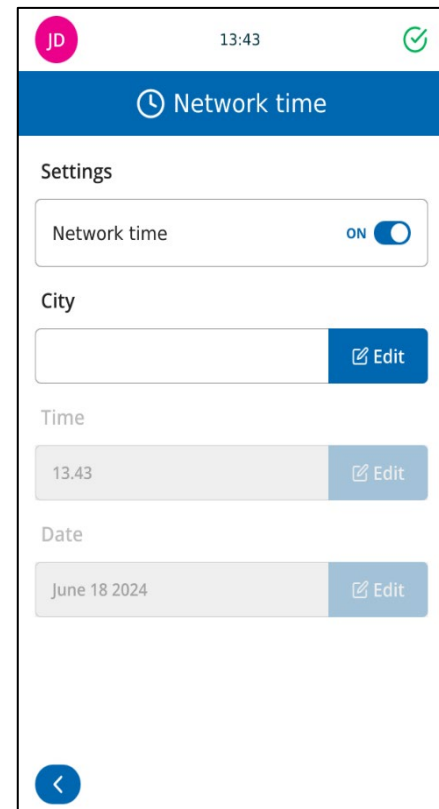 JD
13:43
Network time
Settings
Network time
ON
City
Edit
Time
13.43
Edit
Date
June 18 2024
Edit